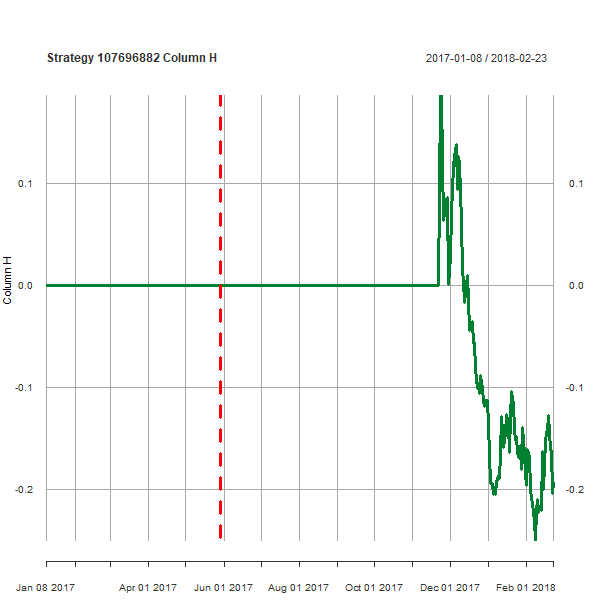 Strategy 107696882 Column H
2017-01-08 / 2018-02-23
0.1 0.1
0.0 0.0
-0.1 -0.1
-0.2 -0.2
Column H
Jan 08 2017 Apr 01 2017 Jun 01 2017 Aug 01 2017 Oct 01 2017 Dec 01 2017 Feb 01 2018